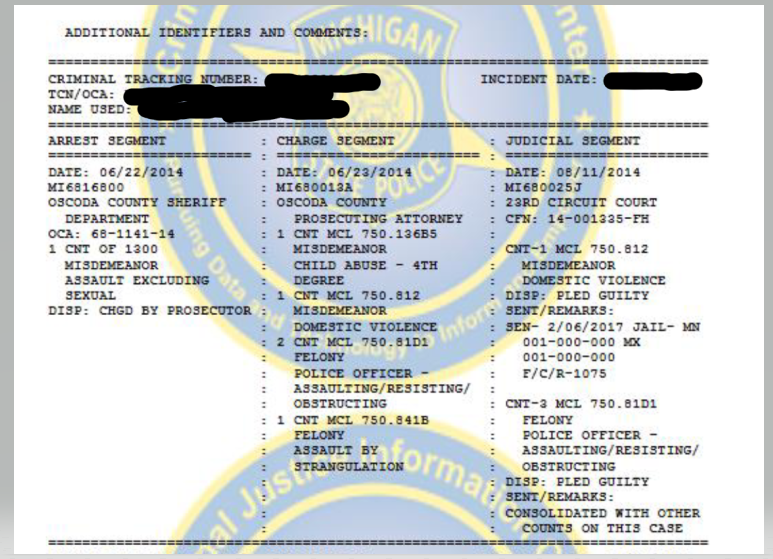 ADDITIONAL IDENTIFIERS AND COMMENTS:
CRIMINAL TRACKING NUMBER: INCIDENT DATE:
TCN/OCA:
NAME USED:
ARREST SEGMENT : CHARGE SEGMENT : JUDICIAL SEGMENT
DATE: 06/22/2014 : DATE: 06/23/2014 : DATE: 08/11/2014
MI6816800 : MI680013A : MI680025J
OSCODA COUNTY SHERIFF : OSCODA COUNTY : 23RD CIRCUIT COURT
DEPARTMENT : PROSECUTING ATTORNEY : CFN: 14-001335-FH
OCA: 68-1141-14 : 1 CNT MCL 750.136B5 :
1 CNT OF 1300 : MISDEMEANOR : CNT-1 MCL 750.812
MISDEMEANOR : CHILD ABUSE - 4TH : MISDEMEANOR
ASSAULT EXCLUDING : DEGREE : DOMESTIC VIOLENCE
SEXUAL : 1 CNT MCL 750.812 : DISP: PLED GUILTY
DISP: CHGD BY PROSECUTOR : MISDEMEANOR : SENT/REMARKS:
: DOMESTIC VIOLENCE : SEN- 2/06/2017 JAIL- MN
: 2 CNT MCL 750.81D1 : 001-000-000 MX
: FELONY : 001-000-000
: POLICE OFFICER - : F/C/R-1075
: ASSAULTING/RESISTING/ :
: OBSTRUCTING : CNT-3 MCL 750.81D1
: 1 CNT MCL 750.841B : FELONY
: FELONY : POLICE OFFICER -
: ASSAULT BY : ASSAULTING/RESISTING/
: STRANGULATION : OBSTRUCTING
: : DISP: PLED GUILTY
: : SENT/REMARKS:
: : CONSOLIDATED WITH OTHER
: : COUNTS ON THIS CASE
MICHIGAN
STATE POLICE